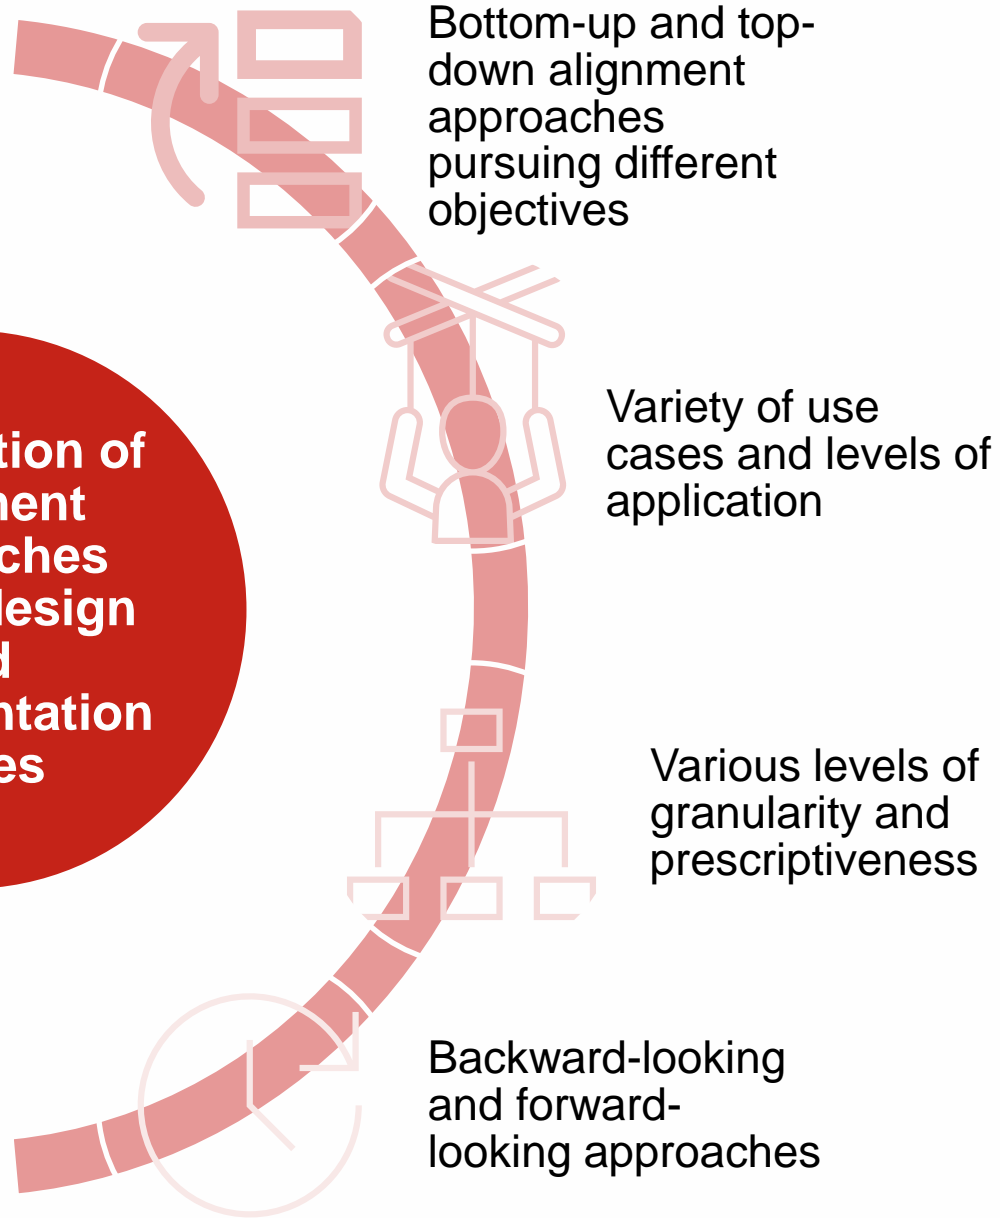 Bottom-up and top-
down alignment
approaches
pursuing different
objectives
Variety of use
cases and levels of
application
tion of
ment
ches
design
d
ntation
es
Various levels of
granularity and
prescriptiveness
Backward-looking
and forward-
looking approaches